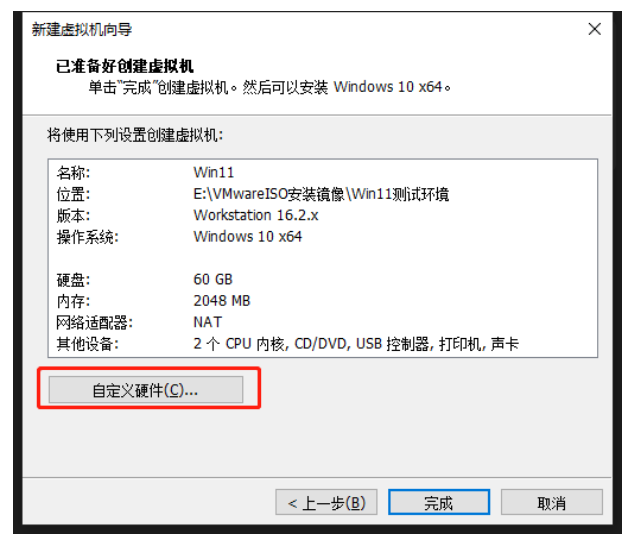 新建虚拟机向导
已准备好创建虚拟机
单击"完成"创建虚拟机。然后可以安装 Windows 10 x64。
将使用下列设置创建虚拟机:
名称: Win11
位置: E:\VMwareISO安装镜像\Win11测试环境
版本: Workstation 16.2.x
操作系统: Windows 10 x64
硬盘: 60 GB
内存: 2048 MB
网络适配器: NAT
其他设备: 2 个 CPU 内核, CD/DVD, USB 控制器, 打印机, 声卡
自定义硬件(C)...
< 上一步(B) 完成 取消